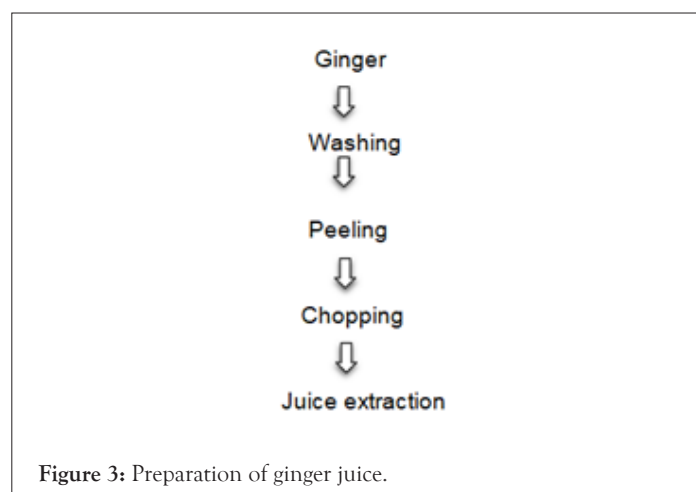 Ginger
Washing
Peeling
Chopping
Juice extraction
Figure 3: Preparation of ginger juice.